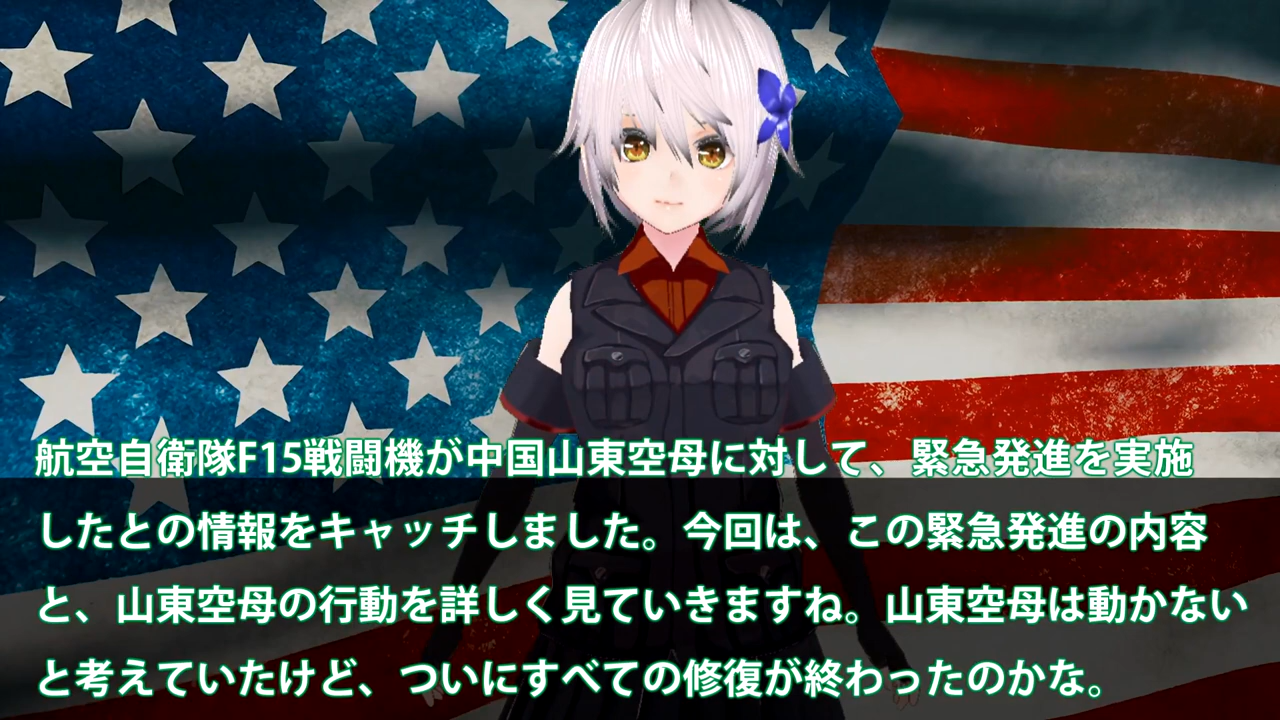 航空自衛隊F15戦闘機が中国山東空母に対して、緊急発進を実施
したとの情報をキャッチしました。今回は、この緊急発進の内容
と、山東空母の行動を詳しく見ていきますね。山東空母は動かない
と考えていたけど、ついにすべての修復が終わったのかな。